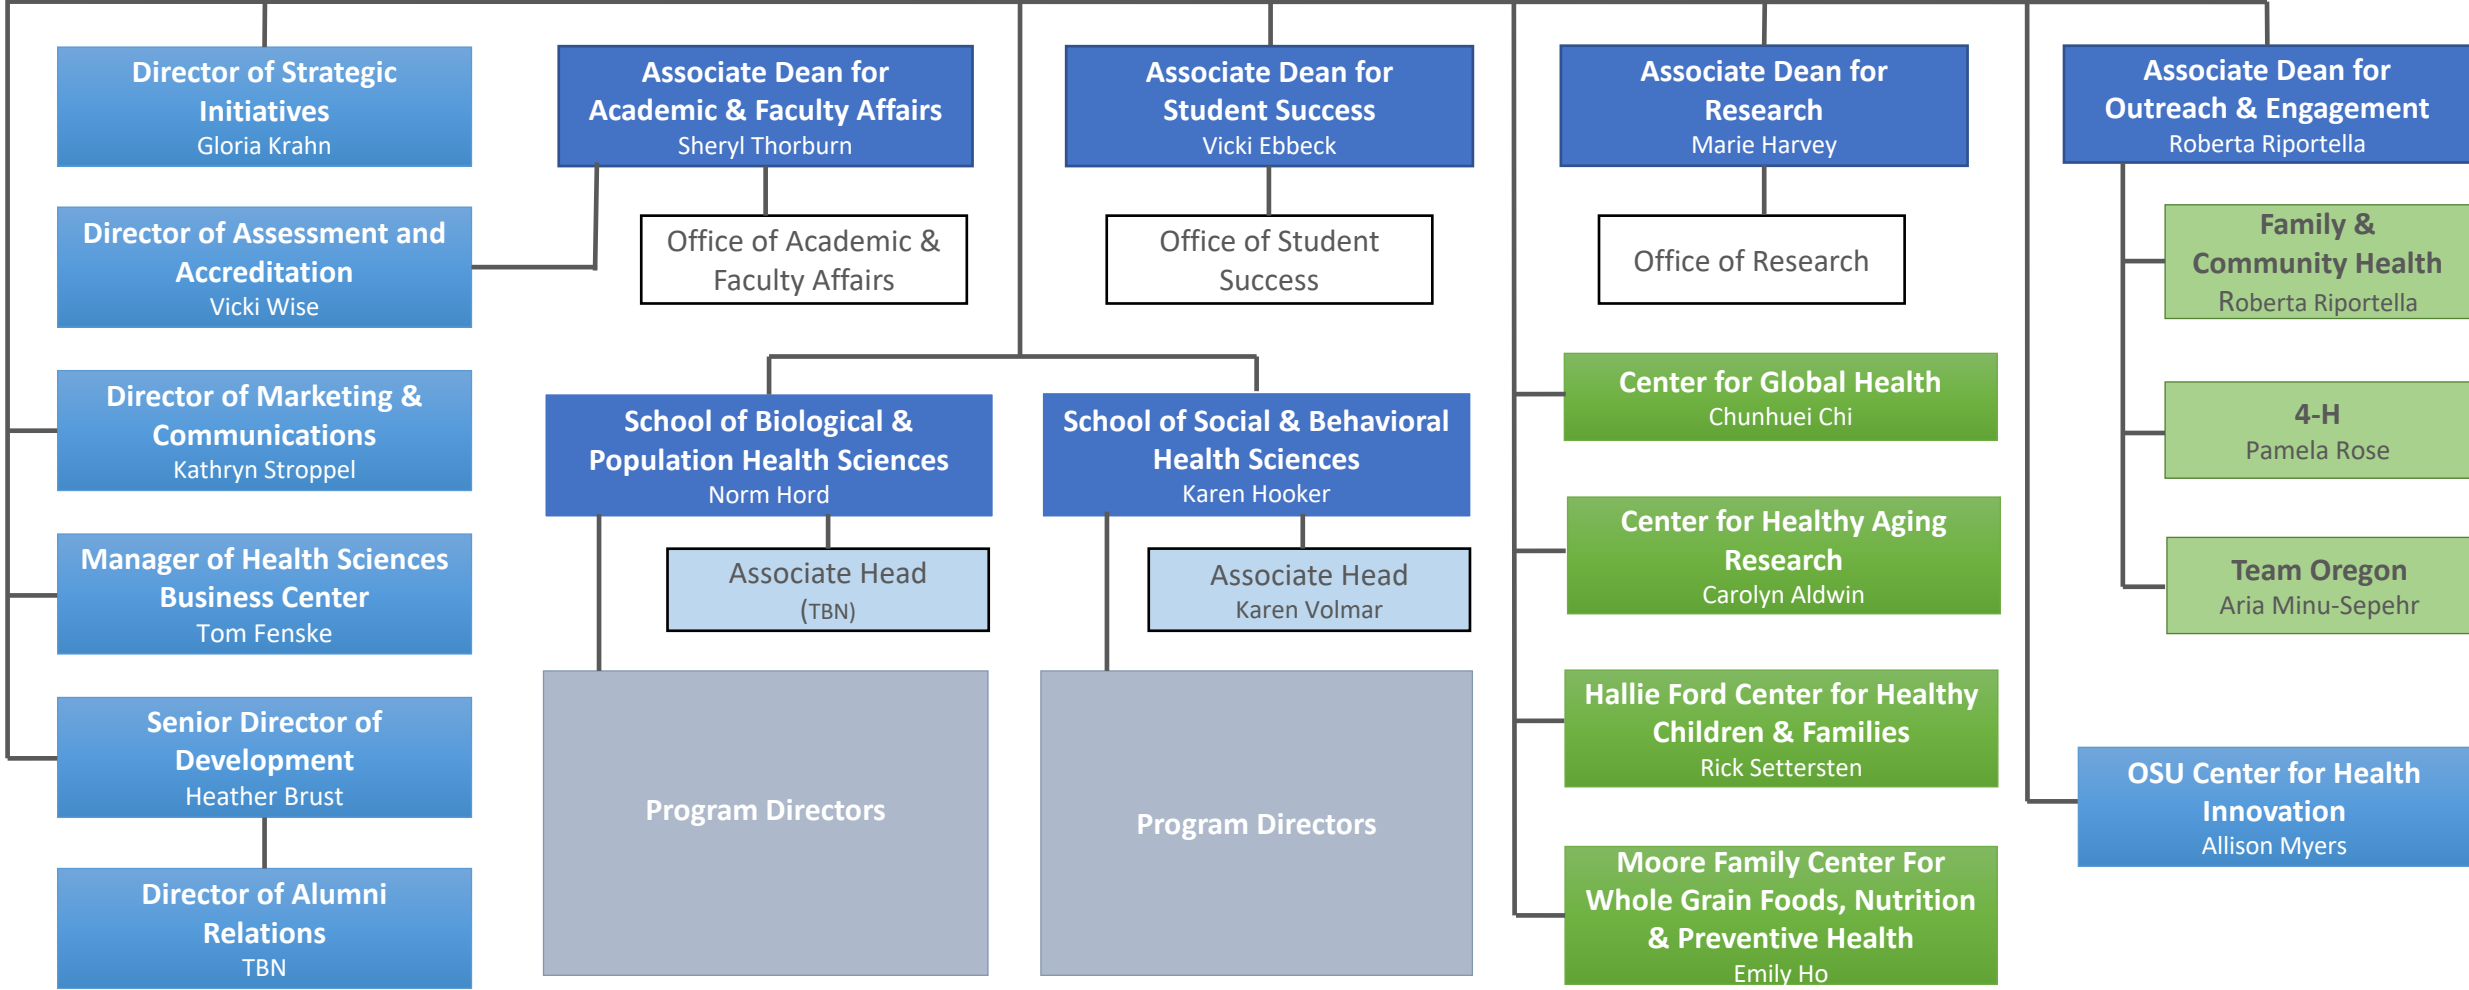 Director of Strategic
Initiatives
Gloria Krahn
Associate Dean for
Academic & Faculty Affairs
Sheryl Thorburn
Associate Dean for
Student Success
Vicki Ebbeck
Associate Dean for
Research
Marie Harvey
Associate Dean for
Outreach & Engagement
Roberta Riportella
Director of Assessment and
Accreditation
Vicki Wise
Office of Academic &
Faculty Affairs
Office of Student
Success
Office of Research
Family &
Community Health
Roberta Riportella
Director of Marketing &
Communications
Kathryn Stroppel
School of Biological &
Population Health Sciences
Norm Hord
School of Social & Behavioral
Health Sciences
Karen Hooker
Center for Global Health
Chunhuei Chi
4-H
Pamela Rose
Manager of Health Sciences
Business Center
Tom Fenske
Associate Head
(TBN)
Associate Head
Karen Volmar
Center for Healthy Aging
Research
Carolyn Aldwin
Team Oregon
Aria Minu-Sepehr
Senior Director of
Development
Heather Brust
Program Directors
Program Directors
Hallie Ford Center for Healthy
Children & Families
Rick Settersten
OSU Center for Health
Innovation
Allison Myers
Director of Alumni
Relations
TBN
Moore Family Center For
Whole Grain Foods, Nutrition
& Preventive Health
Emily Ho